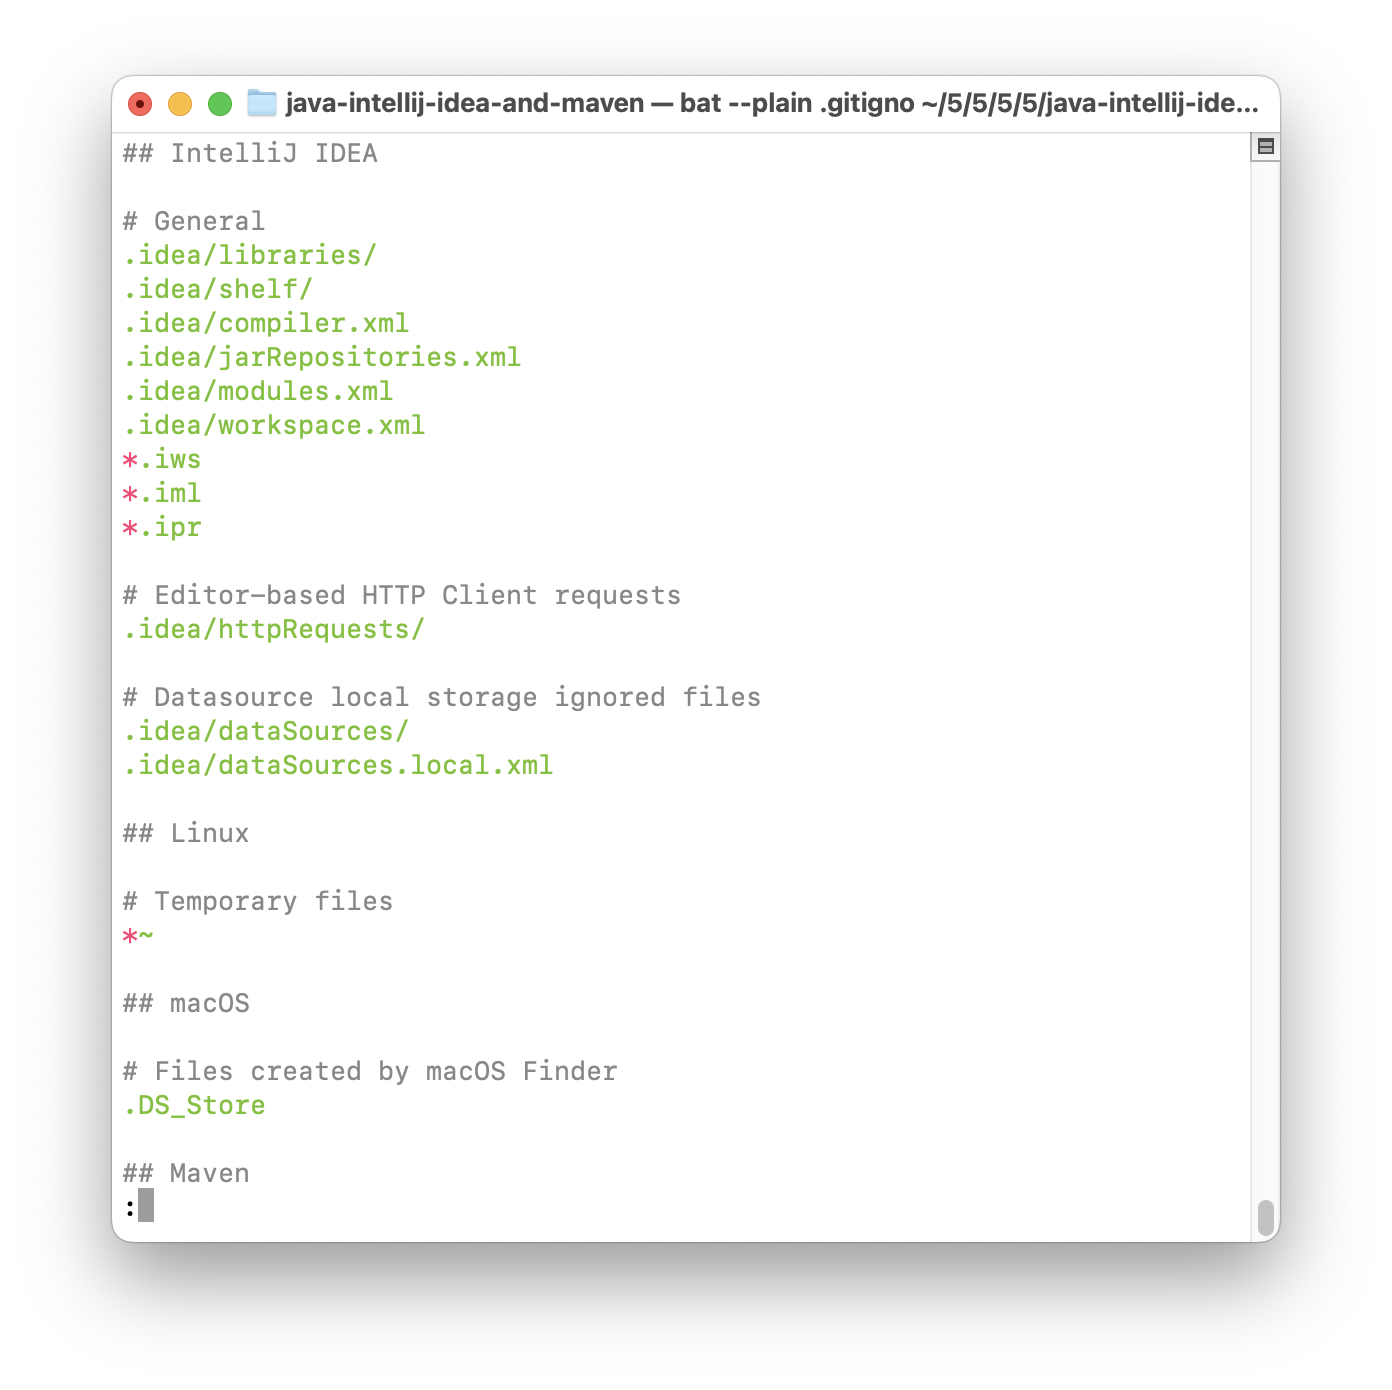 java-intellij-idea-and-maven — bat --plain .gitigno ~/5/5/5/5/java-intellij-ide...
## IntelliJ IDEA
# General
.idea/libraries/
.idea/shelf/
.idea/compiler.xml
.idea/jarRepositories.xml
.idea/modules.xml
.idea/workspace.xml
*.iws
*.iml
*.ipr
# Editor-based HTTP Client requests
.idea/httpRequests/
# Datasource local storage ignored files
.idea/dataSources/
.idea/dataSources.local.xml
## Linux
# Temporary files
*~
## macOS
# Files created by macOS Finder
.DS_Store
## Maven
: